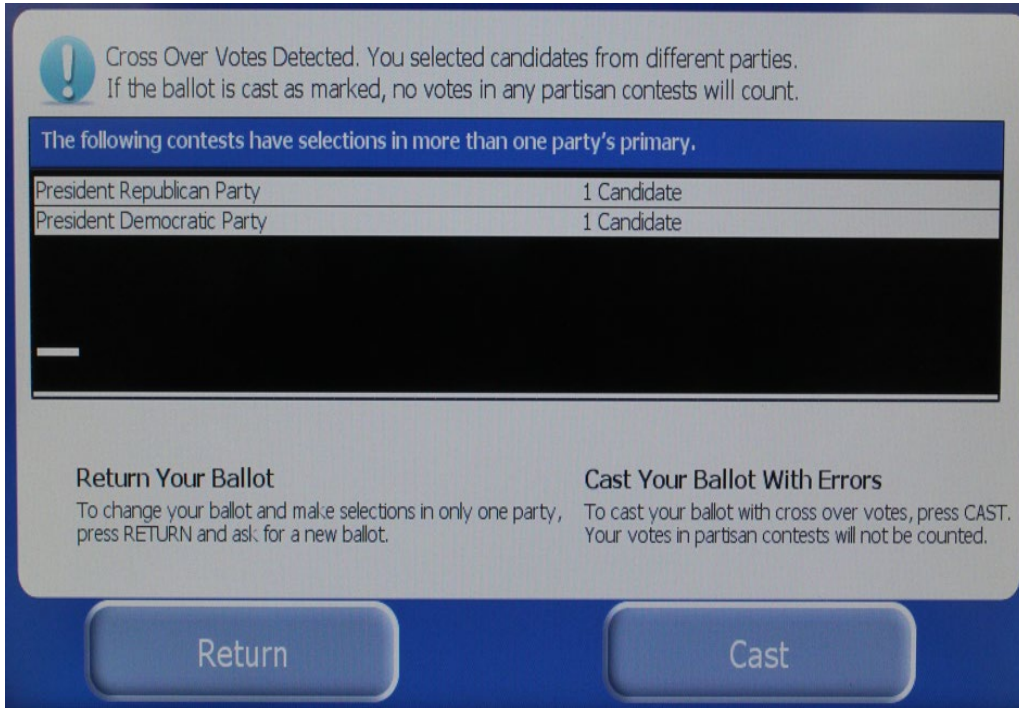 Cross Over Votes Detected. You selected candidates from different parties.
If the ballot is cast as marked, no votes in any partisan contests will count.
The following contests have selections in more than one party's primary.
President Republican Party 1 Candidate
President Democratic Party 1 Candidate
Return Your Ballot
To change your ballot and make selections in only one party,
press RETURN and ask for a new ballot.
Cast Your Ballot With Errors
To cast your ballot with cross over votes, press CAST.
Your votes in partisan contests will not be counted.
Return
Cast